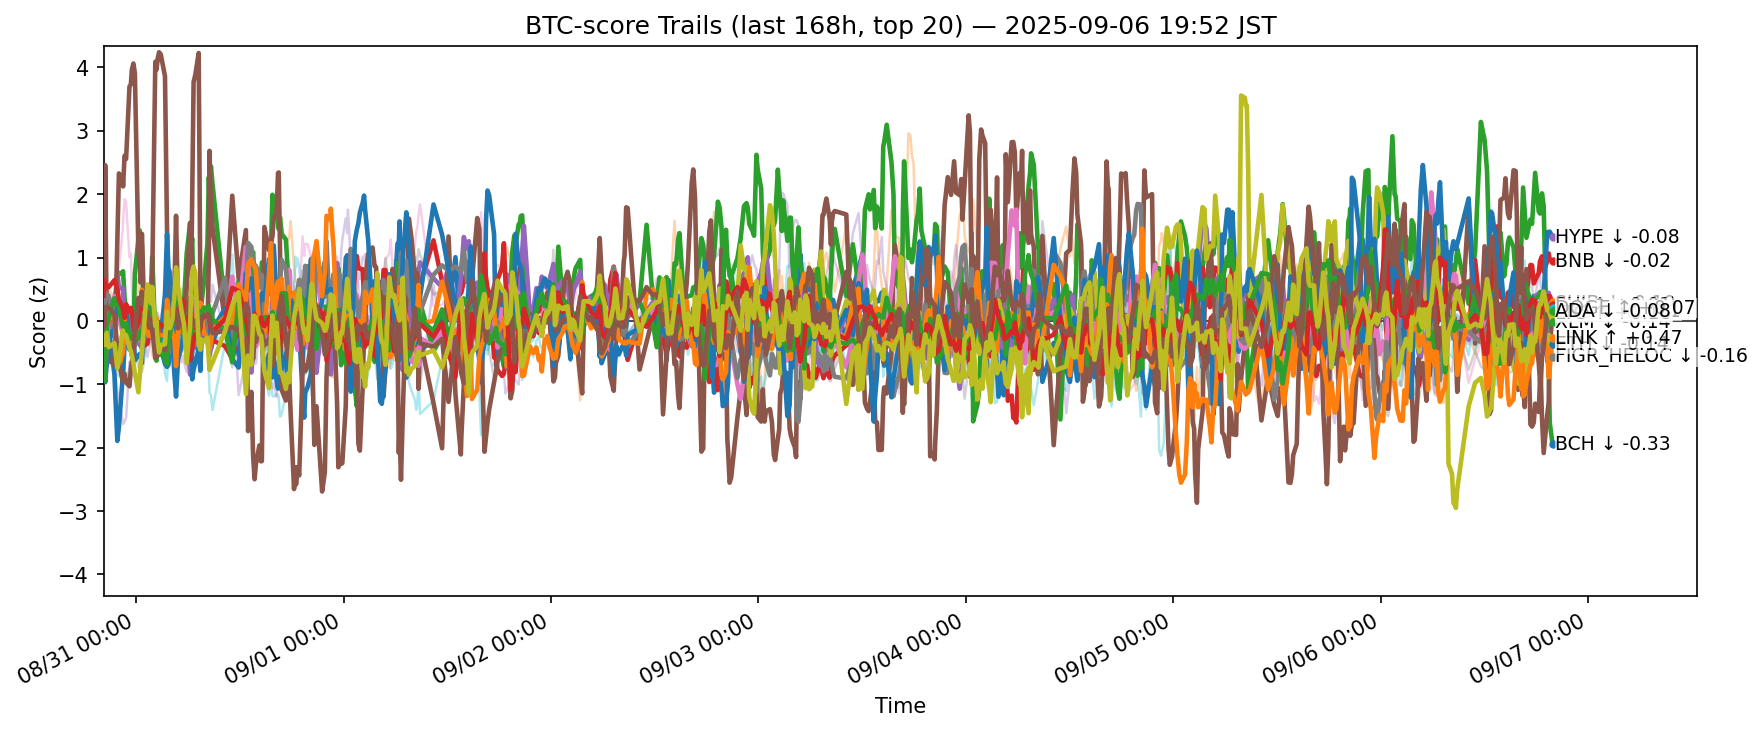 BTC-score Trails (last 168h, top 20) — 2025-09-06 19:52 JST
Score (z)
4
3
2
1
0
−1
−2
−3
−4
HYPE ↓ -0.08
BNB ↓ -0.02
ADA ↓ -0.08
LINK ↑ +0.47
FIGR_HELOC ↓ -0.16
BCH ↓ -0.33
08/31 00:00
09/01 00:00
09/02 00:00
09/03 00:00
09/04 00:00
09/05 00:00
09/06 00:00
09/07 00:00
Time